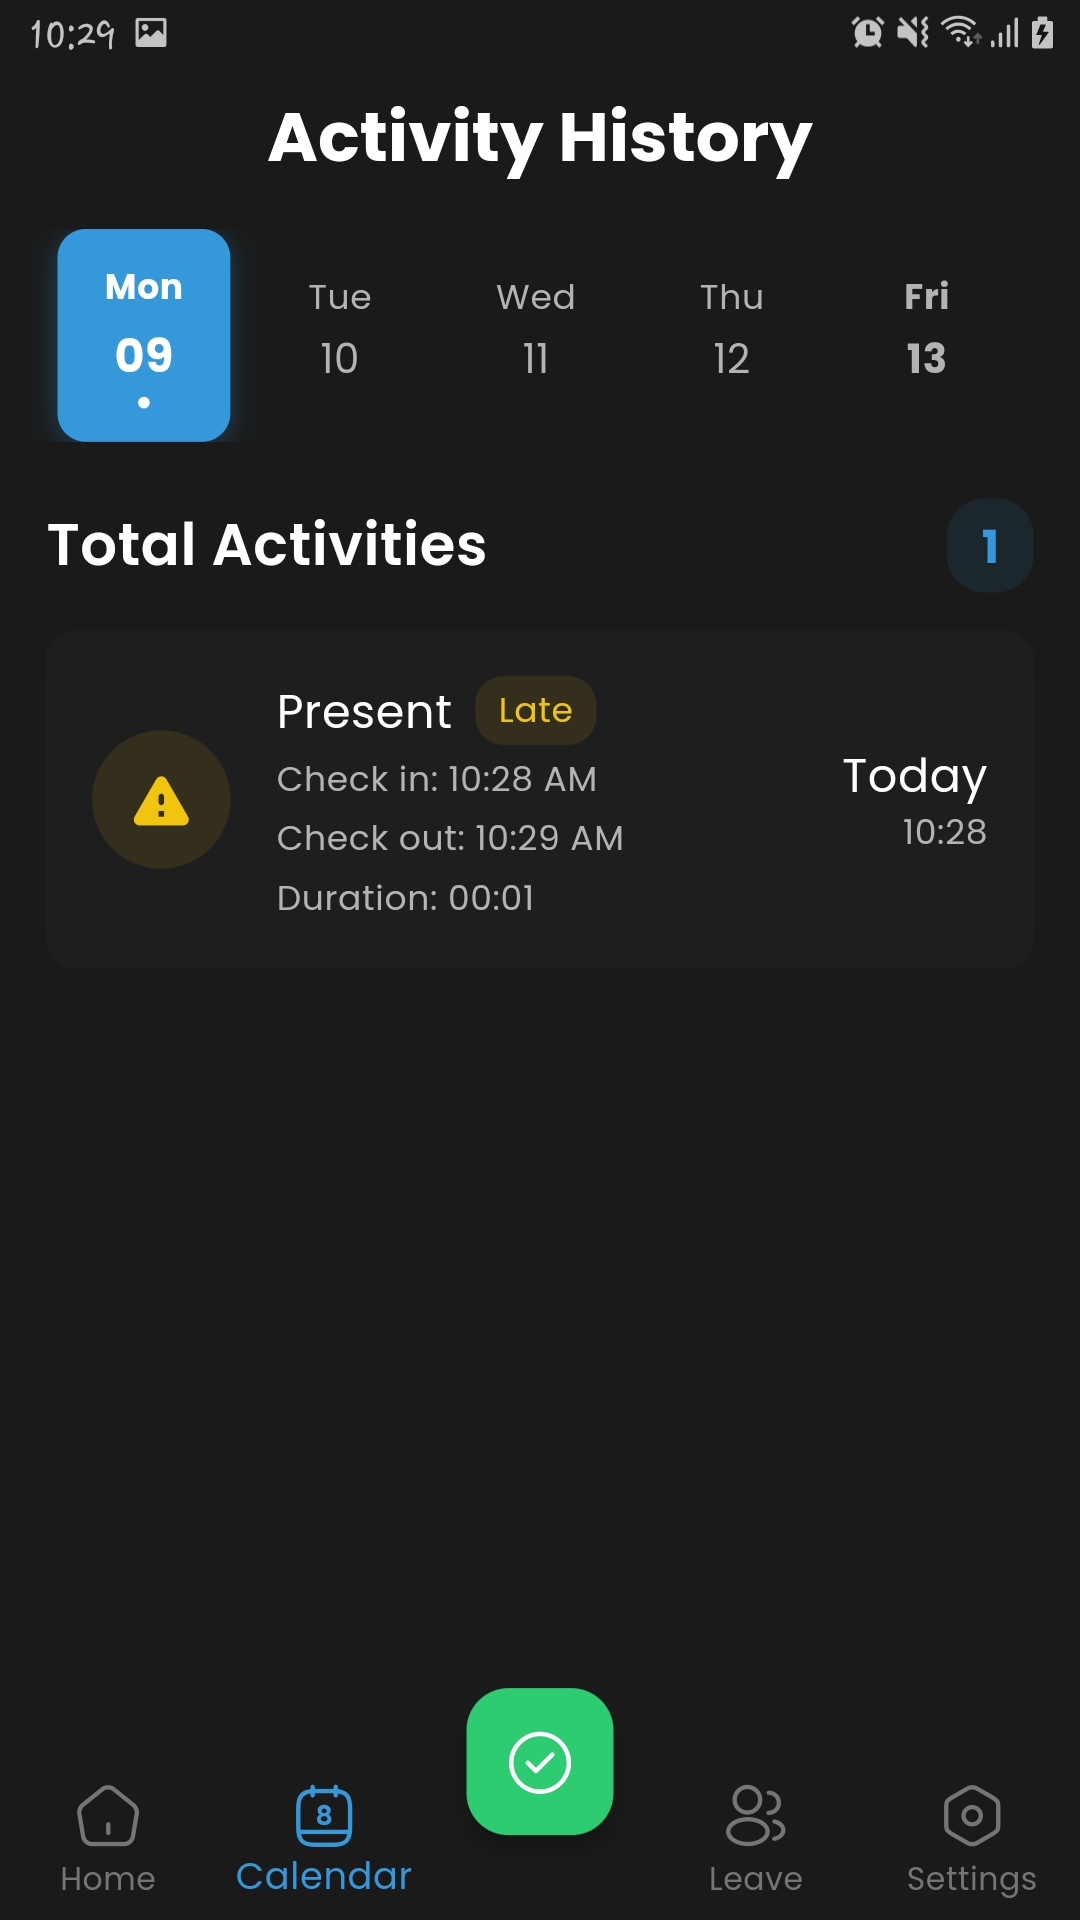 10:29
Activity History
Mon Tue Wed Thu Fri
09 10 11 12 13
Total Activities 1
Present Late
Check in: 10:28 AM
Check out: 10:29 AM
Duration: 00:01
Today
10:28
8
Home Calendar Leave Settings